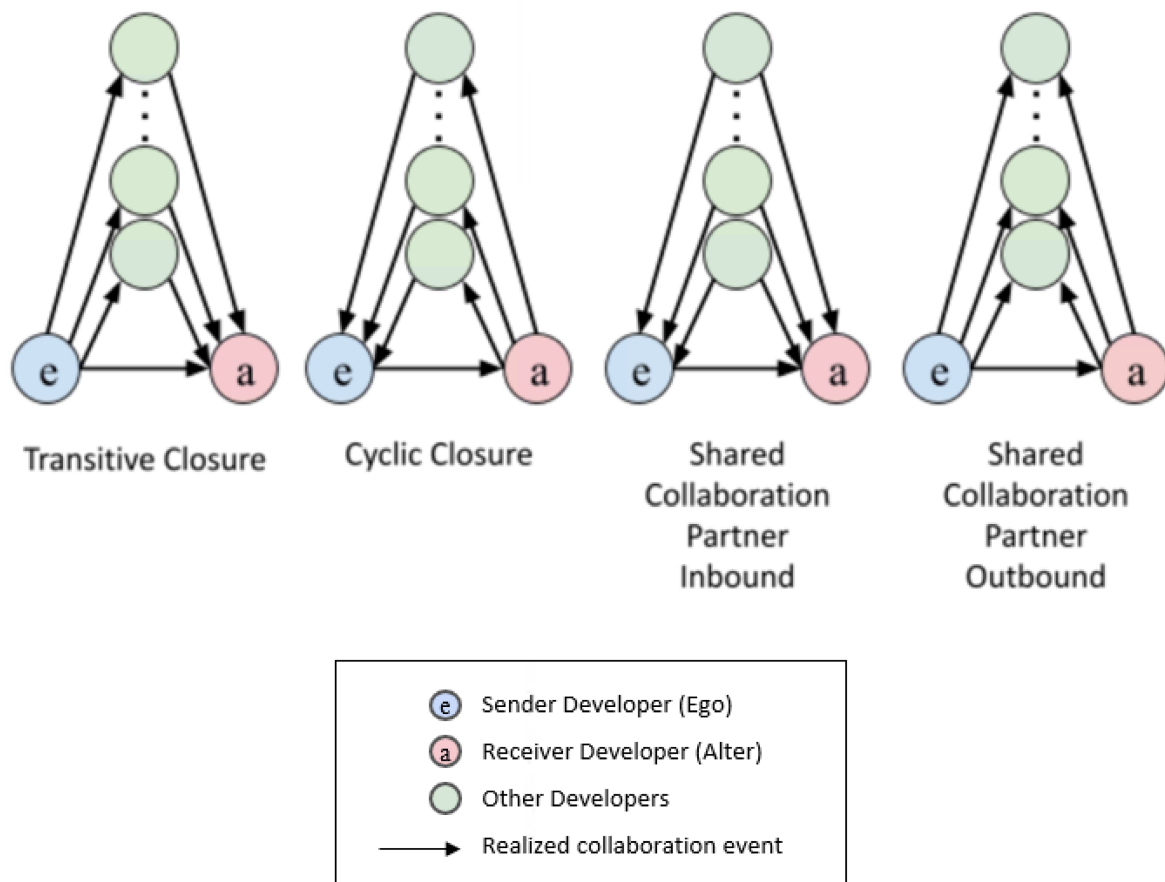 e a e a e a e a
Transitive Closure
Cyclic Closure
Shared
Collaboration
Partner
Inbound
Shared
Collaboration
Partner
Outbound
e Sender Developer (Ego)
a Receiver Developer (Alter)
Other Developers
Realized collaboration event